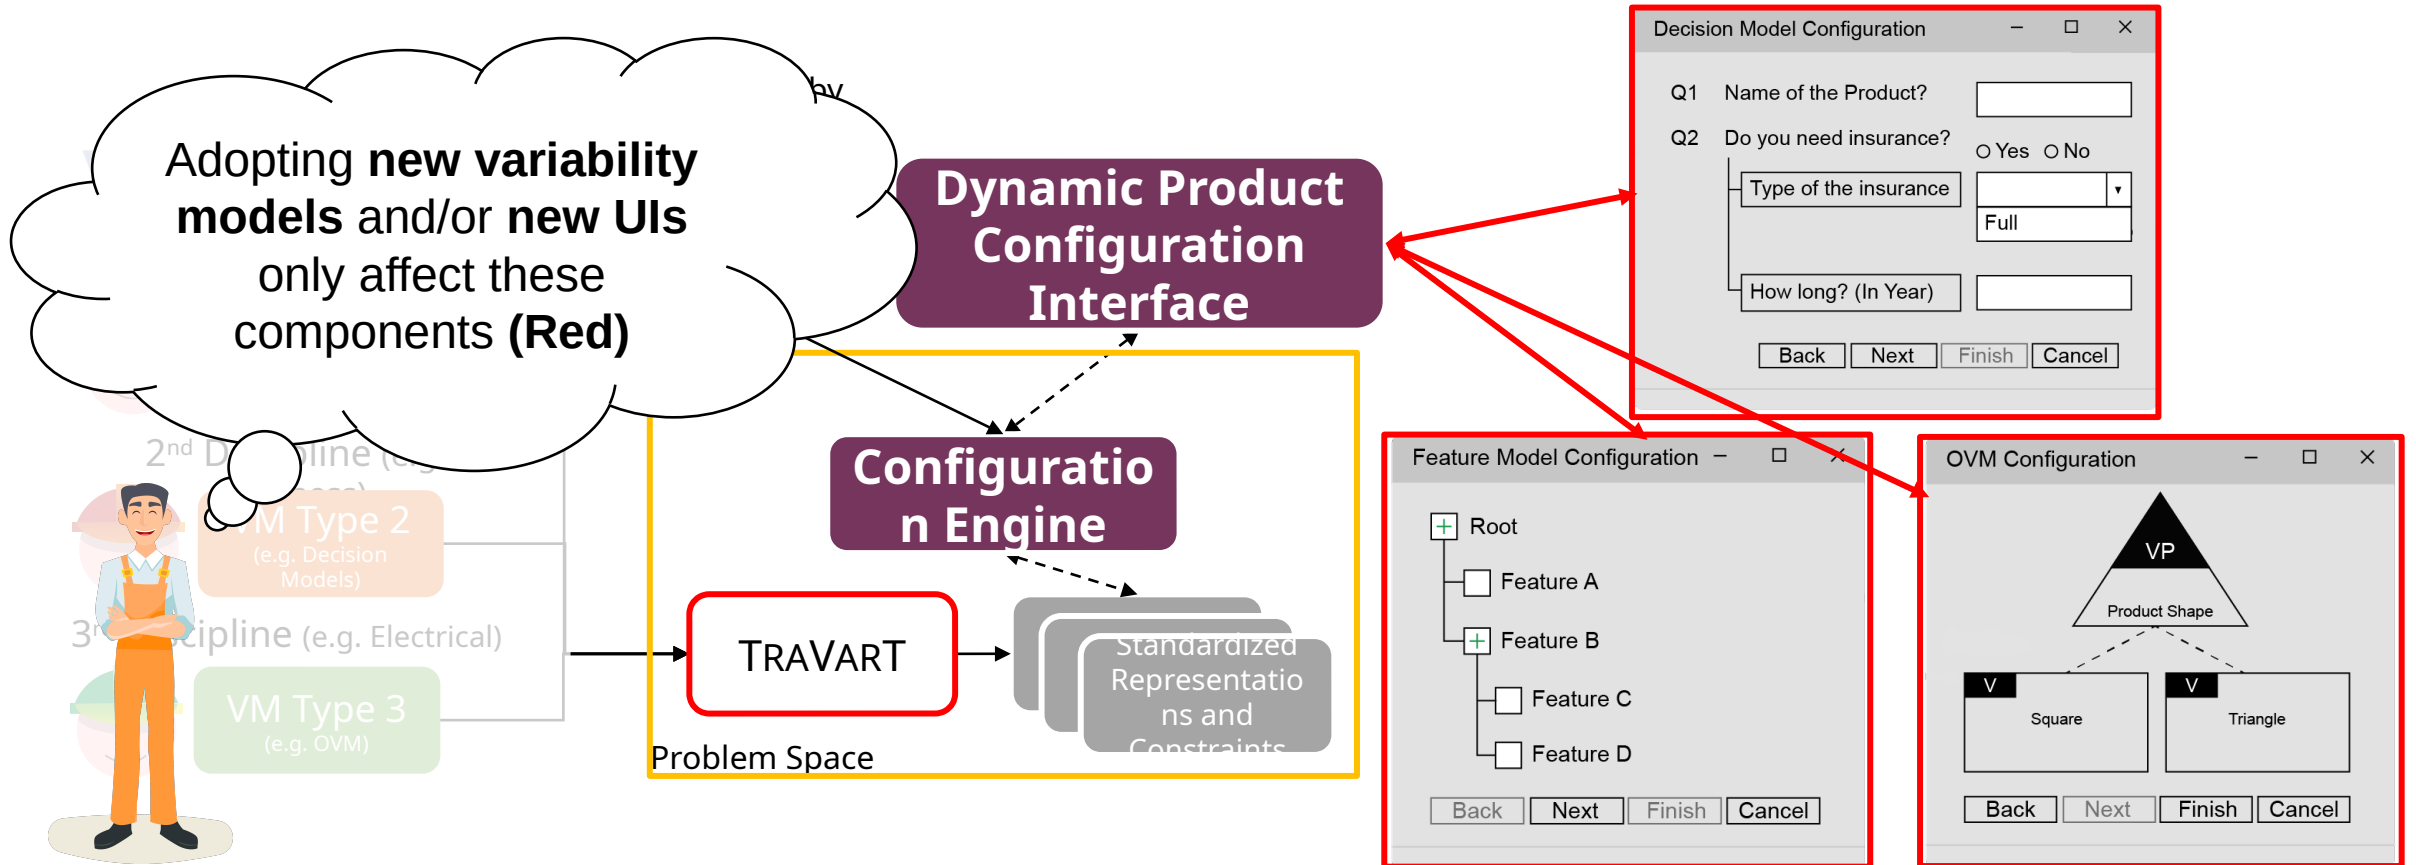 by
Adopting new variability
models and/or new UIs
only affect these
components (Red)
Dynamic Product
Configuration
Interface
Configuratio
n Engine
2nd
VM Type 2
(e.g. Decision
Models)
(e.g. Electrical)
VM Type 3
(e.g. OVM)
TRAVART
Standardized
Representatio
ns and
Constraints
Problem Space
Decision Model Configuration
Q1 Name of the Product?
Q2 Do you need insurance?
Yes No
Type of the insurance
Full
How long? (In Year)
Back Next Finish Cancel
Feature Model Configuration
Root
Feature A
Feature B
Feature C
Feature D
Back Next Finish Cancel
OVM Configuration
VP
Product Shape
V
Square
V
Triangle
Back Next Finish Cancel